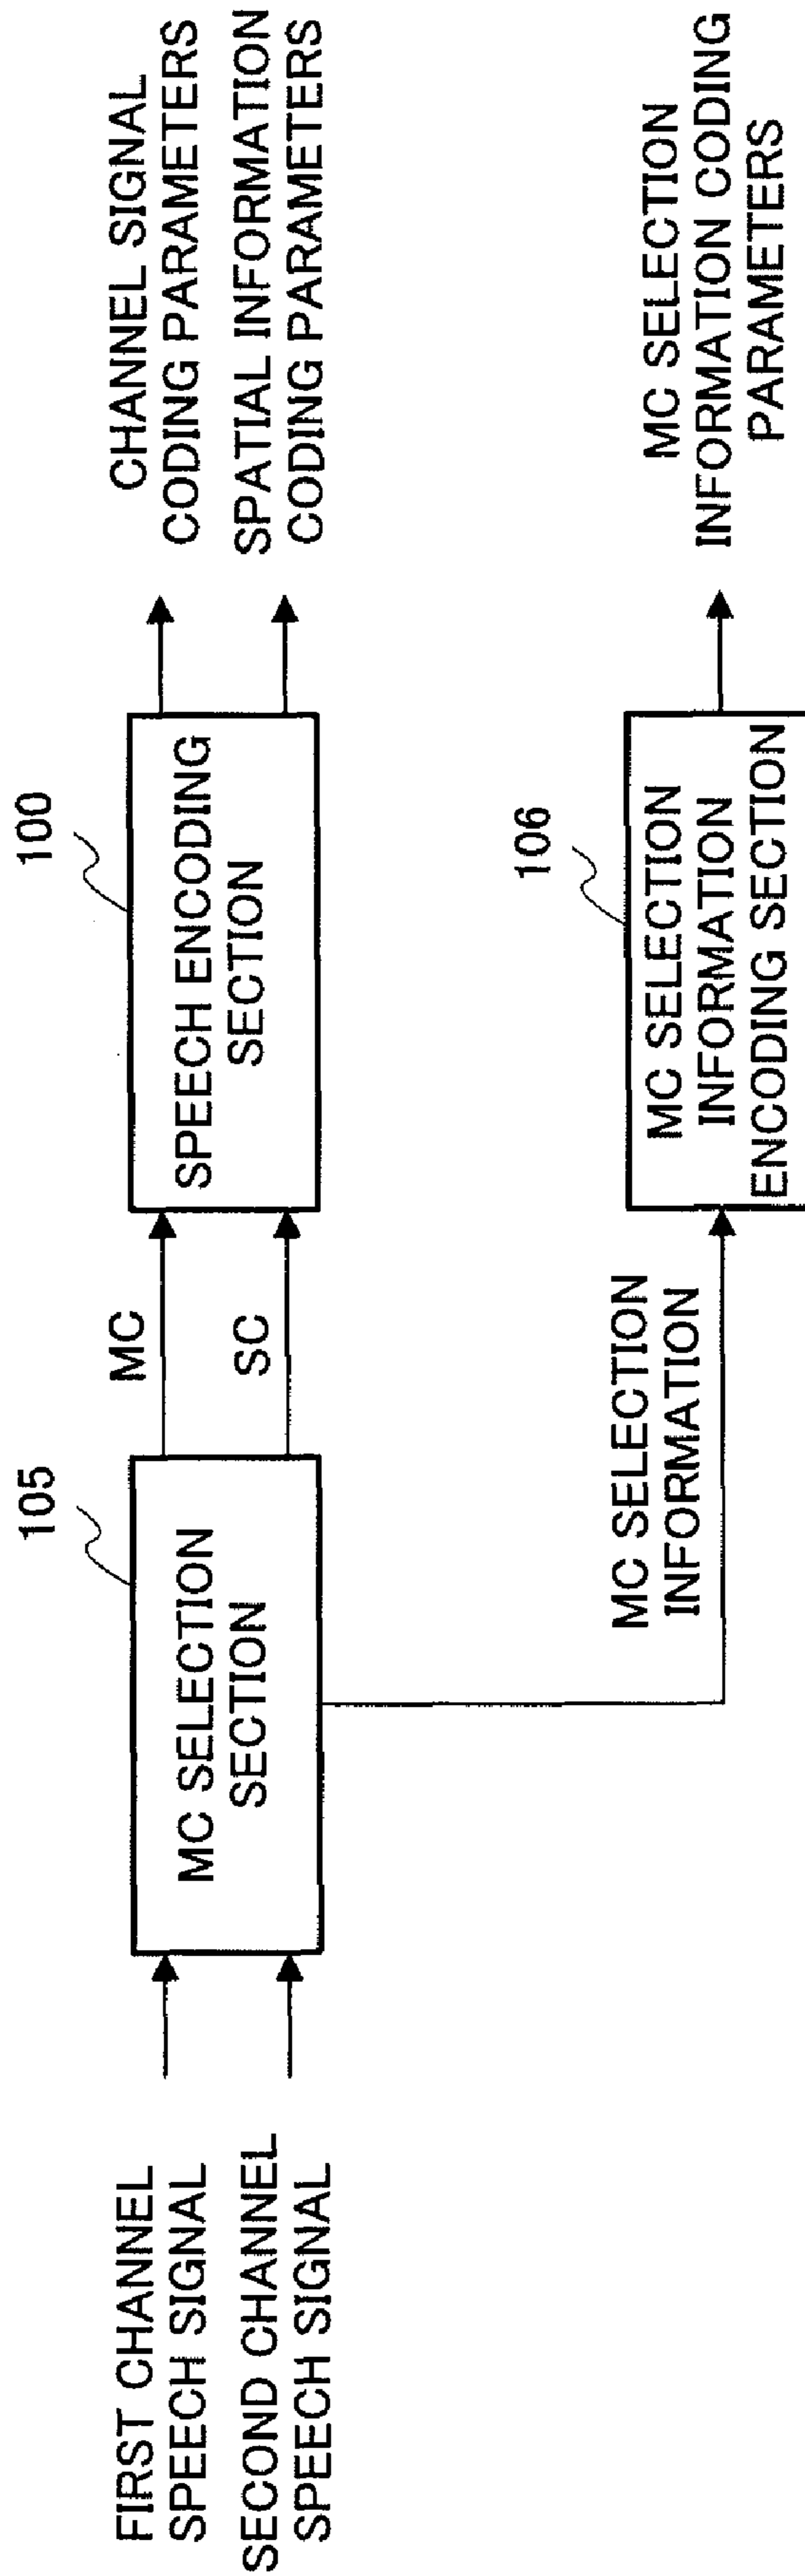 FIRST CHANNEL
SPEECH SIGNAL
SECOND CHANNEL
SPEECH SIGNAL
105
MC SELECTION
SECTION
MC
SC
100
SPEECH ENCODING
SECTION
CHANNEL SIGNAL
CODING PARAMETERS
SPATIAL INFORMATION
CODING PARAMETERS
MC SELECTION
INFORMATION
106
MC SELECTION
INFORMATION
ENCODING SECTION
MC SELECTION
INFORMATION CODING
PARAMETERS